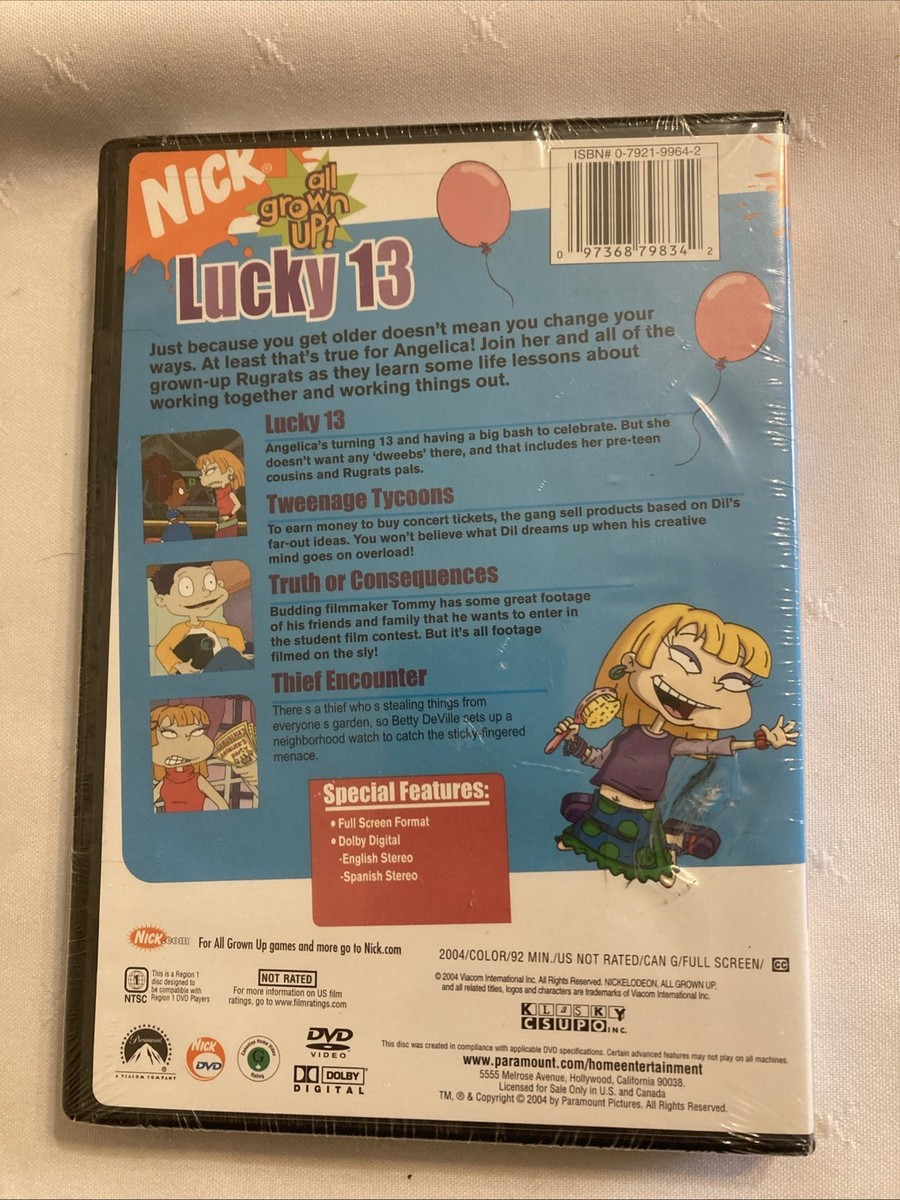 NICK®
all
grown
UP!
ISBN# 0-7921-9964-2
0 97368 79834 2
Lucky 13
Just because you get older doesn't mean you change your
ways. At least that's true for Angelica! Join her and all of the
grown-up Rugrats as they learn some life lessons about
working together and working things out.
Lucky 13
Angelica's turning 13 and having a big bash to celebrate. But she
doesn't want any 'dweebs' there, and that includes her pre-teen
cousins and Rugrats pals.
Tweenage Tycoons
To earn money to buy concert tickets, the gang sell products based on Dil's
far-out ideas. You won't believe what Dil dreams up when his creative
mind goes on overload!
Truth or Consequences
Budding filmmaker Tommy has some great footage
of his friends and family that he wants to enter in
the student film contest. But it's all footage
filmed on the sly!
Thief Encounter
There s a thief who s stealing things from
everyone s garden, so Betty DeVille sets up a
neighborhood watch to catch the sticky-fingered
menace.
Special Features:
• Full Screen Format
• Dolby Digital
-English Stereo
-Spanish Stereo
NICK.com For All Grown Up games and more go to Nick.com
2004/COLOR/92 MIN./US NOT RATED/CAN G/FULL SCREEN/ CC
1
NTSC
This is a Region 1
disc designed to
be compatible with
Region 1 DVD Players
NOT RATED
For more information on US film
ratings, go to www.filmratings.com
© 2004 Viacom International Inc. All Rights Reserved. NICKELODEON, ALL GROWN UP,
and all related titles, logos and characters are trademarks of Viacom International Inc.
KLASKY
CSUPO INC.
Paramount
A VIACOM COMPANY
NICK
DVD
Canadian Home Video
G
Rated
DVD
VIDEO
DOLBY
DIGITAL
This disc was created in compliance with applicable DVD specifications. Certain advanced features may not play on all machines.
www.paramount.com/homeentertainment
5555 Melrose Avenue, Hollywood, California 90038.
Licensed for Sale Only in U.S. and Canada
TM, ® & Copyright © 2004 by Paramount Pictures. All Rights Reserved.